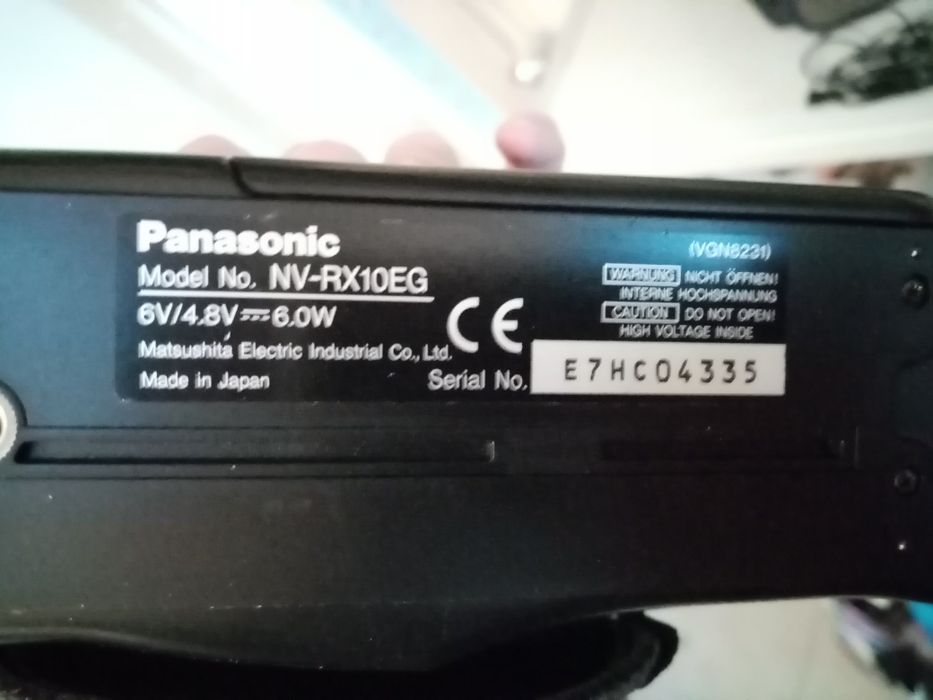 Panasonic
Model No. NV-RX10EG
6V/4.8V⎓6.0W
Matsushita Electric Industrial Co., Ltd.
Made in Japan
CE
(VGN8231)
WARNUNG NICHT ÖFFNEN!
INTERNE HOCHSPANNUNG
CAUTION DO NOT OPEN!
HIGH VOLTAGE INSIDE
Serial No. E7HC04335